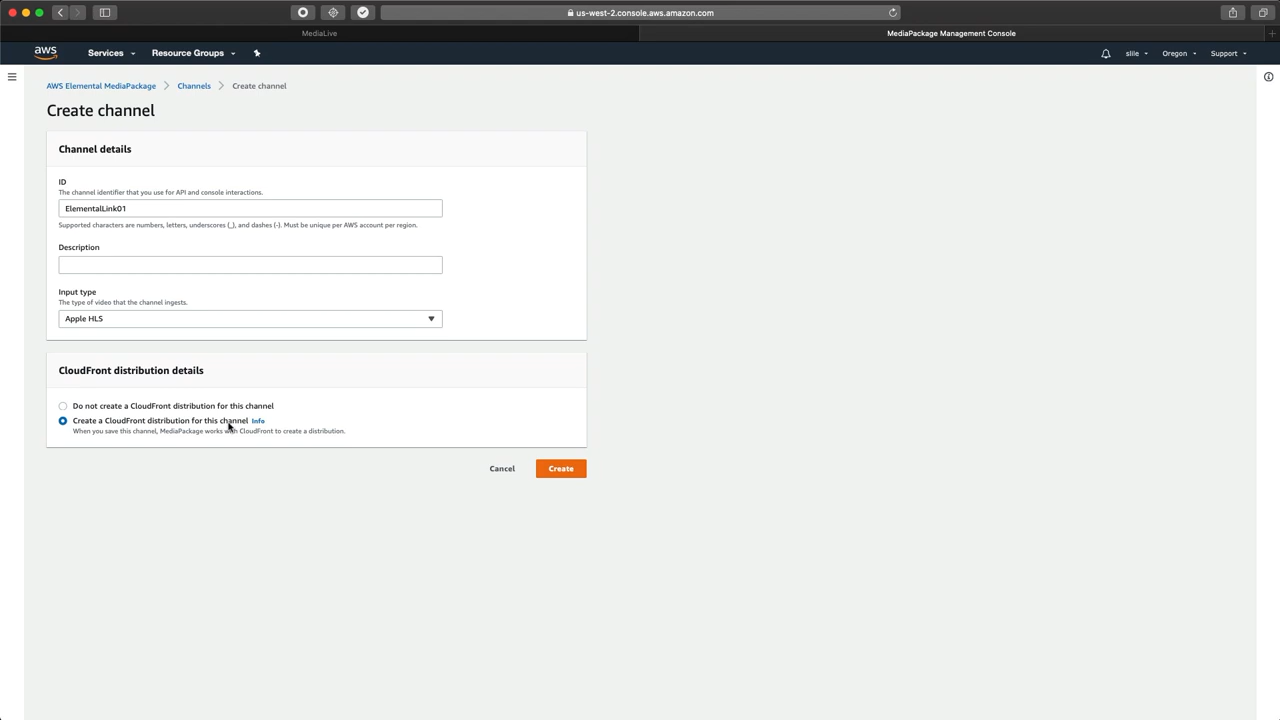 us-west-2.console.aws.amazon.com
MediaLive
MediaPackage Management Console
aws
Services
Resource Groups
slile
Oregon
Support
AWS Elemental MediaPackage
Channels
Create channel
Create channel
Channel details
ID
The channel identifier that you use for API and console interactions.
ElementalLink01
Supported characters are numbers, letters, underscores (_), and dashes (-). Must be unique per AWS account per region.
Description
Input type
The type of video that the channel ingests.
Apple HLS
CloudFront distribution details
Do not create a CloudFront distribution for this channel
Create a CloudFront distribution for this channel Info
When you save this channel, MediaPackage works with CloudFront to create a distribution.
Cancel
Create